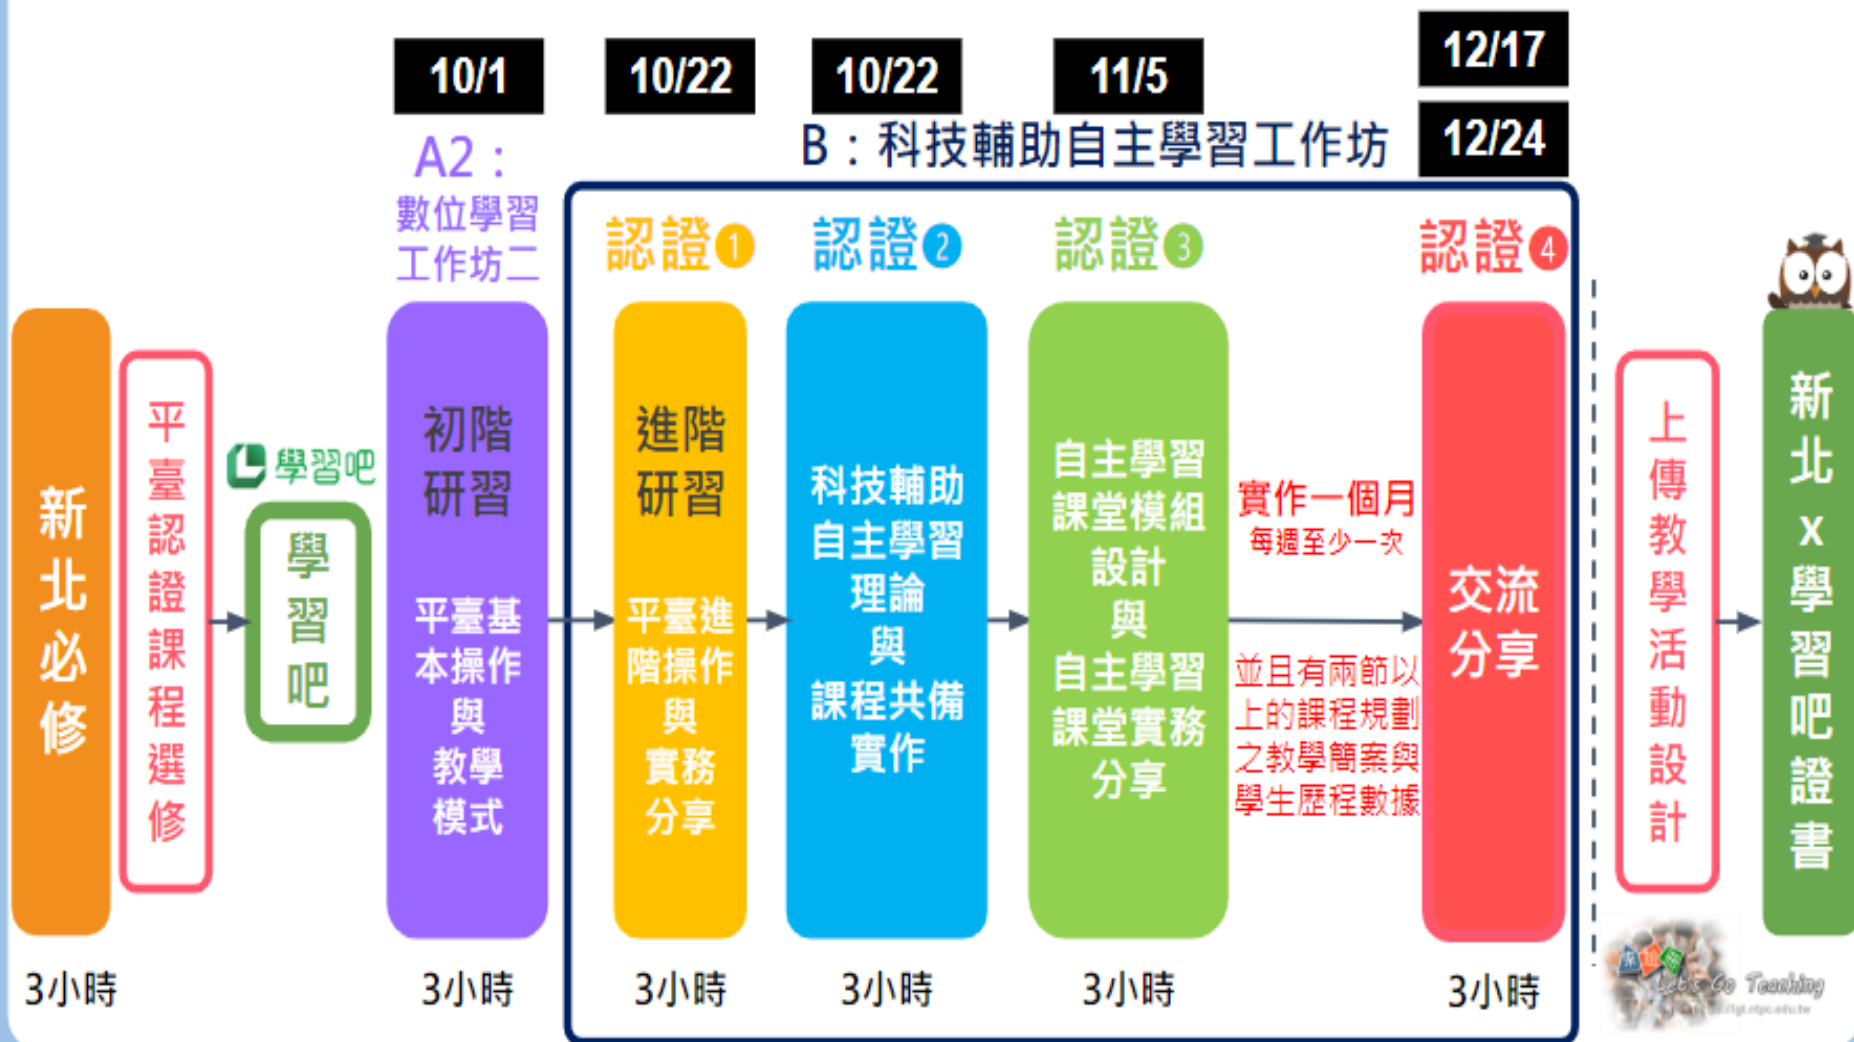 10/1
10/22
10/22
11/5
12/17
12/24
A2：
數位學習
工作坊二
B：科技輔助自主學習工作坊
認證❶
認證❷
認證❸
認證❹
新北必修
平臺認證課程選修
學習吧
學習吧
初階
研習
平臺基
本操作
與
教學
模式
進階
研習
平臺進
階操作
與
實務
分享
科技輔助
自主學習
理論
與
課程共備
實作
自主學習
課堂模組
設計
與
自主學習
課堂實務
分享
實作一個月
每週至少一次
並且有兩節以
上的課程規劃
之教學簡案與
學生歷程數據
交流
分享
上傳教學活動設計
新北x學習吧證書
3小時
3小時
3小時
3小時
3小時
3小時
Let's Go Teaching